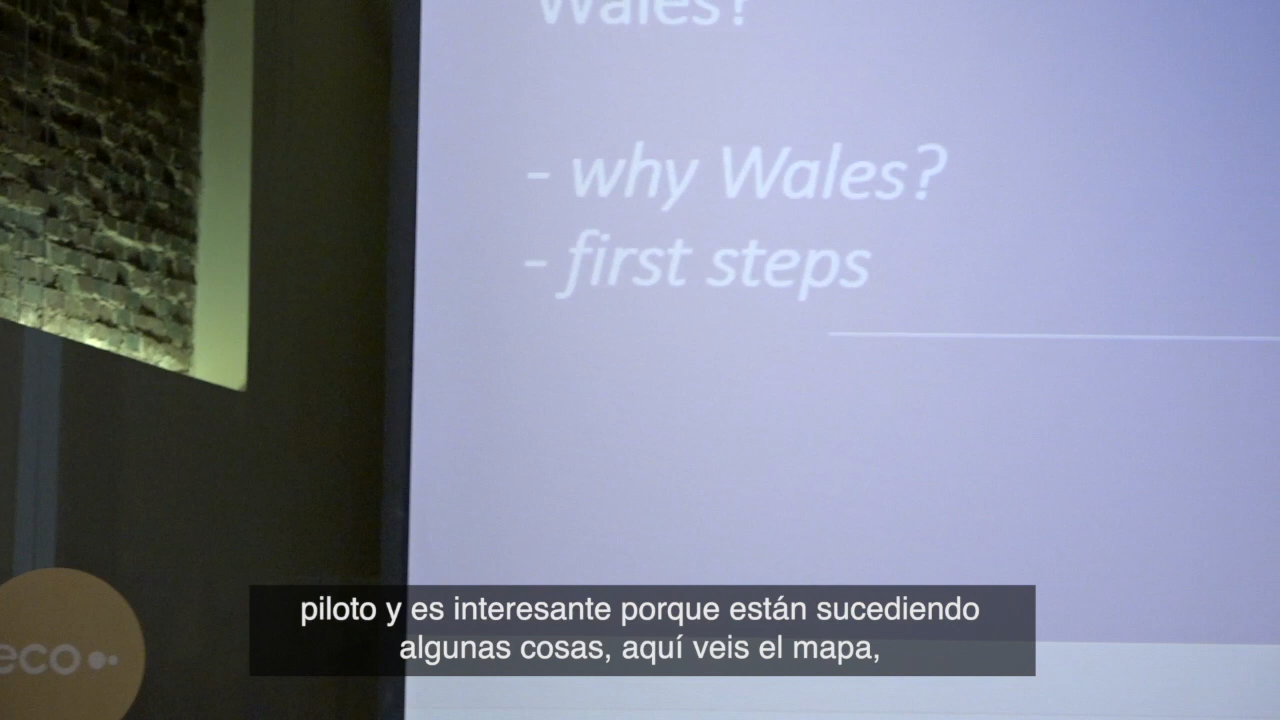 Wales?
- why Wales?
- first steps
eco
piloto y es interesante porque están sucediendo
algunas cosas, aquí veis el mapa,